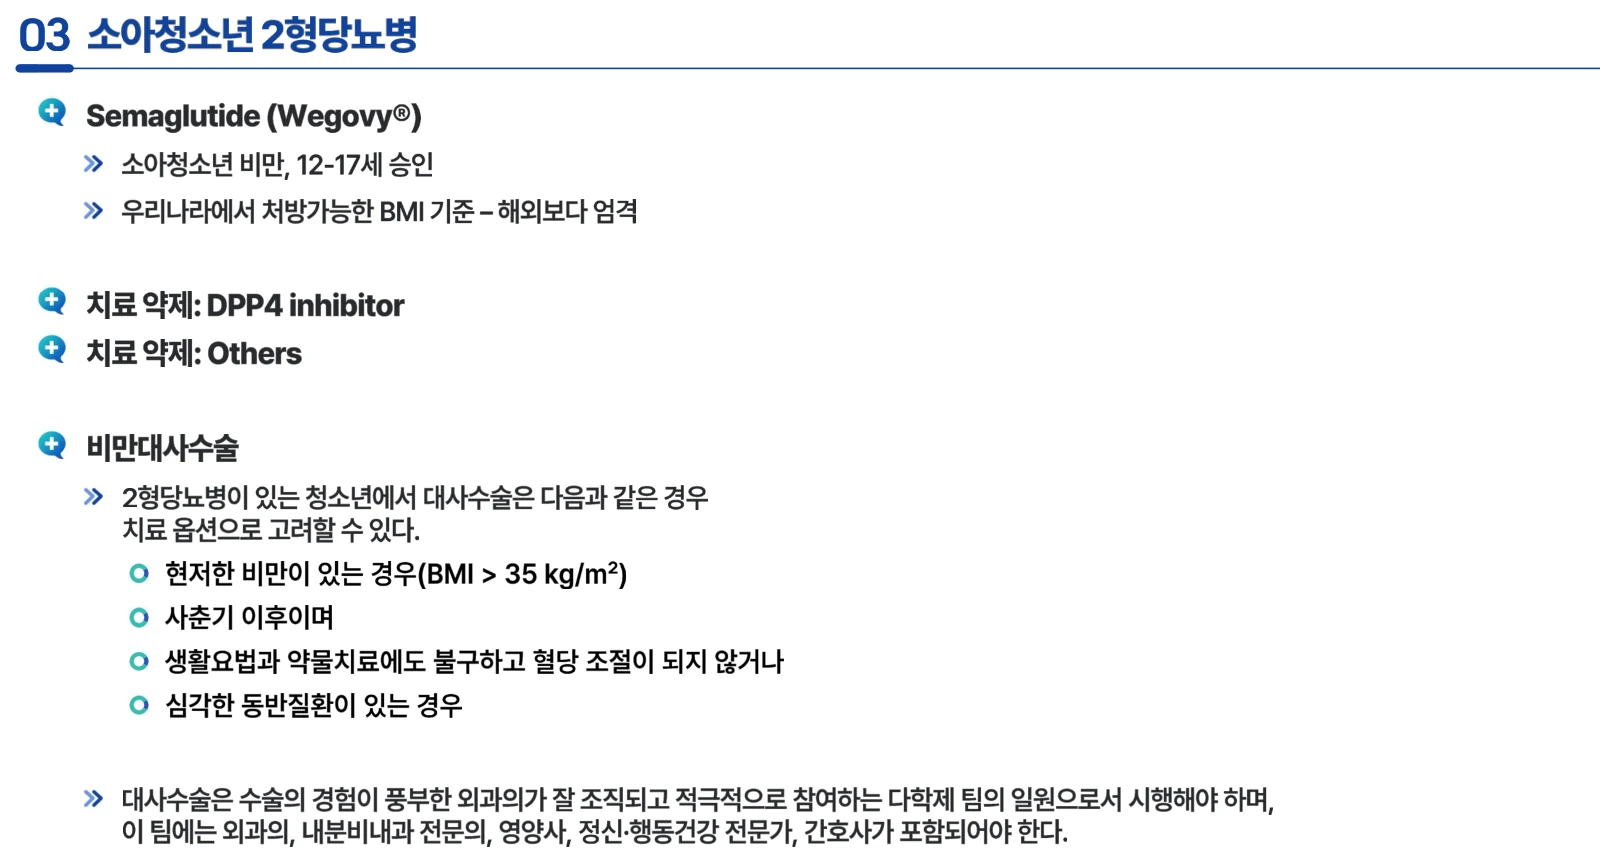 03 소아청소년 2형당뇨병
Semaglutide (Wegovy®)
소아청소년 비만, 12-17세 승인
우리나라에서 처방가능한 BMI 기준 – 해외보다 엄격
치료 약제: DPP4 inhibitor
치료 약제: Others
비만대사수술
2형당뇨병이 있는 청소년에서 대사수술은 다음과 같은 경우
치료 옵션으로 고려할 수 있다.
현저한 비만이 있는 경우(BMI > 35 kg/m²)
사춘기 이후이며
생활요법과 약물치료에도 불구하고 혈당 조절이 되지 않거나
심각한 동반질환이 있는 경우
대사수술은 수술의 경험이 풍부한 외과의가 잘 조직되고 적극적으로 참여하는 다학제 팀의 일원으로서 시행해야 하며,
이 팀에는 외과의, 내분비내과 전문의, 영양사, 정신·행동건강 전문가, 간호사가 포함되어야 한다.